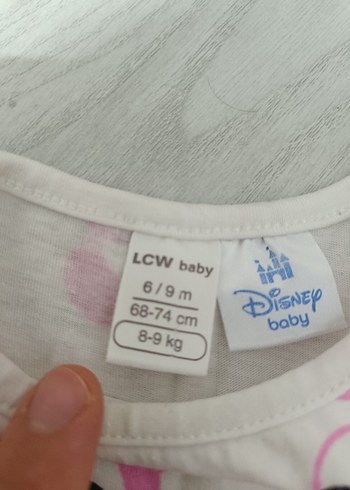 LCW baby
6 / 9 m
68-74 cm
8-9 kg
Disney
baby